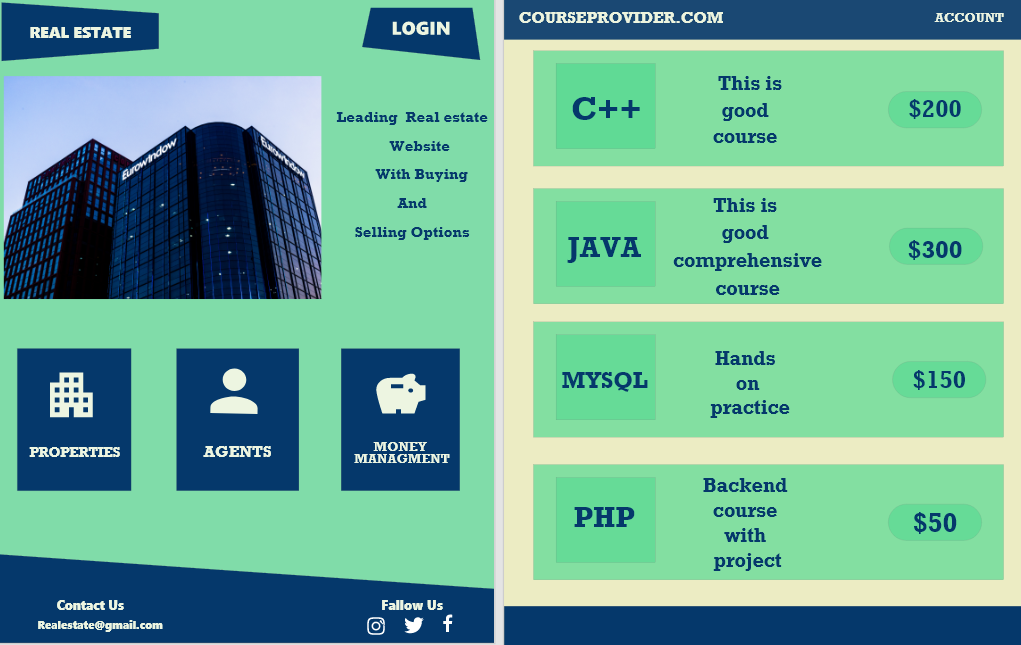 REAL ESTATE
LOGIN
EuroWindow
EuroWindow
Leading Real estate
Website
With Buying
And
Selling Options
PROPERTIES
AGENTS
MONEY
MANAGMENT
Contact Us
Realestate@gmail.com
Fallow Us
COURSEPROVIDER.COM
ACCOUNT
C++
This is
good
course
$200
JAVA
This is
good
comprehensive
course
$300
MYSQL
Hands
on
practice
$150
PHP
Backend
course
with
project
$50